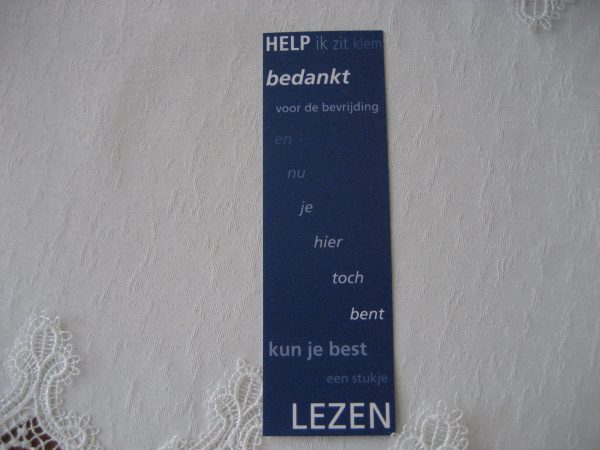 HELP ik zit klem
bedankt
voor de bevrijding
en
nu
je
hier
toch
bent
kun je best
een stukje
LEZEN